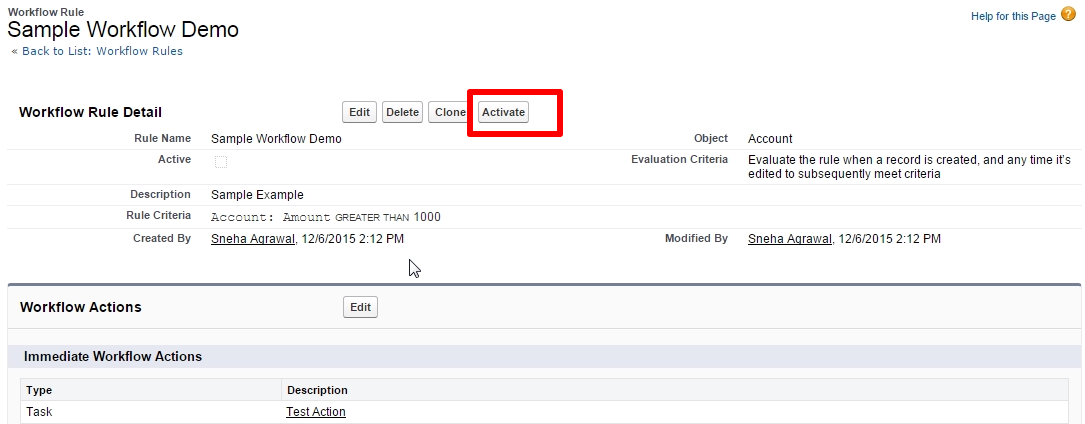 Workflow Rule
Sample Workflow Demo
« Back to List: Workflow Rules
Help for this Page ?
Workflow Rule Detail Edit Delete Clone Activate
Rule Name Sample Workflow Demo Object Account
Active Evaluation Criteria Evaluate the rule when a record is created, and any time it's
edited to subsequently meet criteria
Description Sample Example
Rule Criteria Account: Amount GREATER THAN 1000
Created By Sneha Agrawal, 12/6/2015 2:12 PM Modified By Sneha Agrawal, 12/6/2015 2:12 PM
Workflow Actions Edit
Immediate Workflow Actions
Type Description
Task Test Action